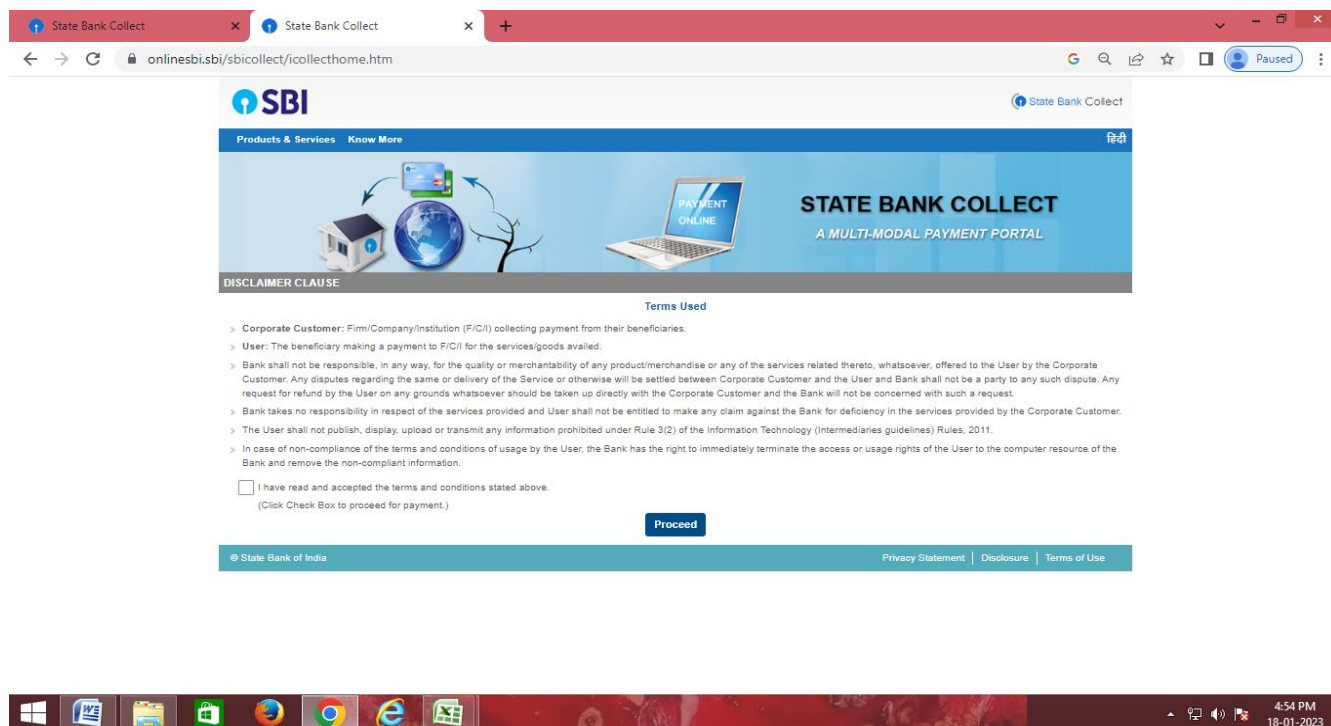 State Bank Collect
State Bank Collect
onlinesbi.sbi/sbicollect/icollecthome.htm
Paused
SBI
State Bank Collect
Products & Services Know More
हिंदी
PAYMENT
ONLINE
STATE BANK COLLECT
A MULTI-MODAL PAYMENT PORTAL
DISCLAIMER CLAUSE
Terms Used
Corporate Customer: Firm/Company/Institution (F/C/I) collecting payment from their beneficiaries.
User: The beneficiary making a payment to F/C/I for the services/goods availed.
Bank shall not be responsible, in any way, for the quality or merchantability of any product/merchandise or any of the services related thereto, whatsoever, offered to the User by the Corporate
Customer. Any disputes regarding the same or delivery of the Service or otherwise will be settled between Corporate Customer and the User and Bank shall not be a party to any such dispute. Any
request for refund by the User on any grounds whatsoever should be taken up directly with the Corporate Customer and the Bank will not be concerned with such a request.
Bank takes no responsibility in respect of the services provided and User shall not be entitled to make any claim against the Bank for deficiency in the services provided by the Corporate Customer.
The User shall not publish, display, upload or transmit any information prohibited under Rule 3(2) of the Information Technology (Intermediaries guidelines) Rules, 2011.
In case of non-compliance of the terms and conditions of usage by the User, the Bank has the right to immediately terminate the access or usage rights of the User to the computer resource of the
Bank and remove the non-compliant information.
I have read and accepted the terms and conditions stated above.
(Click Check Box to proceed for payment.)
Proceed
© State Bank of India
Privacy Statement | Disclosure | Terms of Use
4:54 PM
18-01-2023